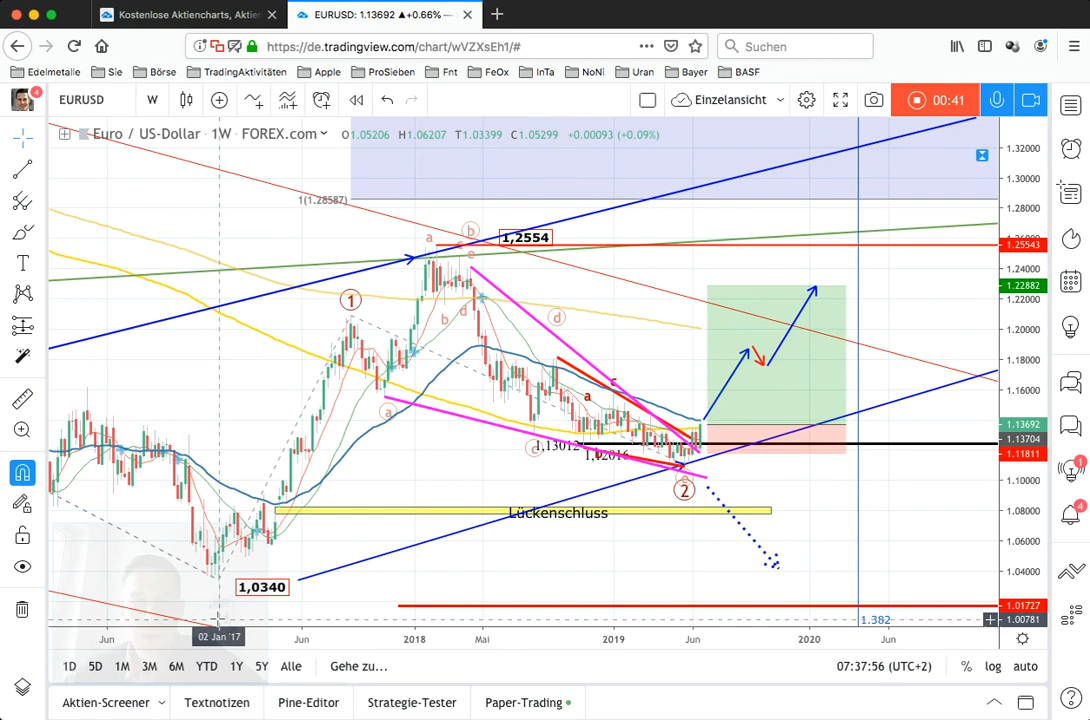 Kostenlose Aktiencharts, Aktien
EURUSD: 1.13692 ▲+0.66% —
https://de.tradingview.com/chart/wVZXsEh1/#
Suchen
Edelmetalle
Sie
Börse
TradingAktivitäten
Apple
ProSieben
Fnt
FeOx
InTa
NoNi
Uran
Bayer
BASF
4
EURUSD
W
Einzelansicht
00:41
Euro / US-Dollar · 1W · FOREX.com
O1.05206 H1.06207 T1.03399 C1.05299 +0.00093 (+0.09%)
1.32000
1.30000
1(1.28587)
1.28000
1,2554
1.25543
1.24000
1.22882
1.22000
1.20000
1.18000
1.16000
1.13692
1.13704
1.11811
1.10000
1.08000
1.06000
1.04000
1.01727
1.00781
a
b
c
e
b
d
1
a
d
c
a
c
b
e
2
1,13012
1,12016
Lückenschluss
1,0340
1.382
Jun
02 Jan '17
Jun
2018
Mai
2019
Jun
2020
Jun
1D 5D 1M 3M 6M YTD 1Y 5Y Alle
Gehe zu...
07:37:56 (UTC+2)
% log auto
Aktien-Screener
Textnotizen
Pine-Editor
Strategie-Tester
Paper-Trading
1
4